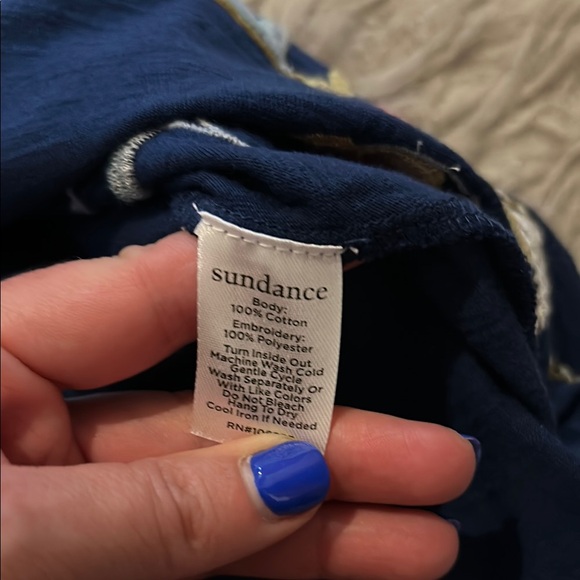 sundance
Body:
100% Cotton
Embroidery:
100% Polyester
Turn Inside Out
Machine Wash Cold
Gentle Cycle
Wash Separately Or
With Like Colors
Do Not Bleach
Hang To Dry
Cool Iron If Needed